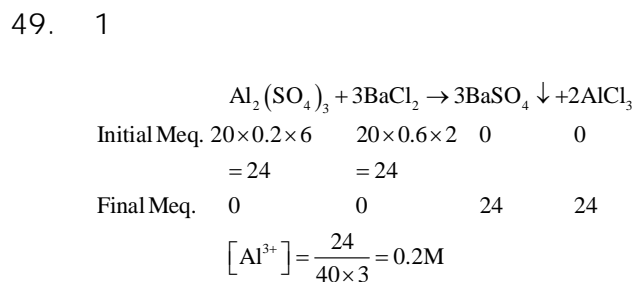 49. 1
Al₂(SO₄)₃ + 3BaCl₂ → 3BaSO₄ ↓ +2AlCl₃
Initial Meq. 20×0.2×6 20×0.6×2 0 0
= 24 = 24
Final Meq. 0 0 24 24
[Al³⁺] = 24/(40×3) = 0.2M